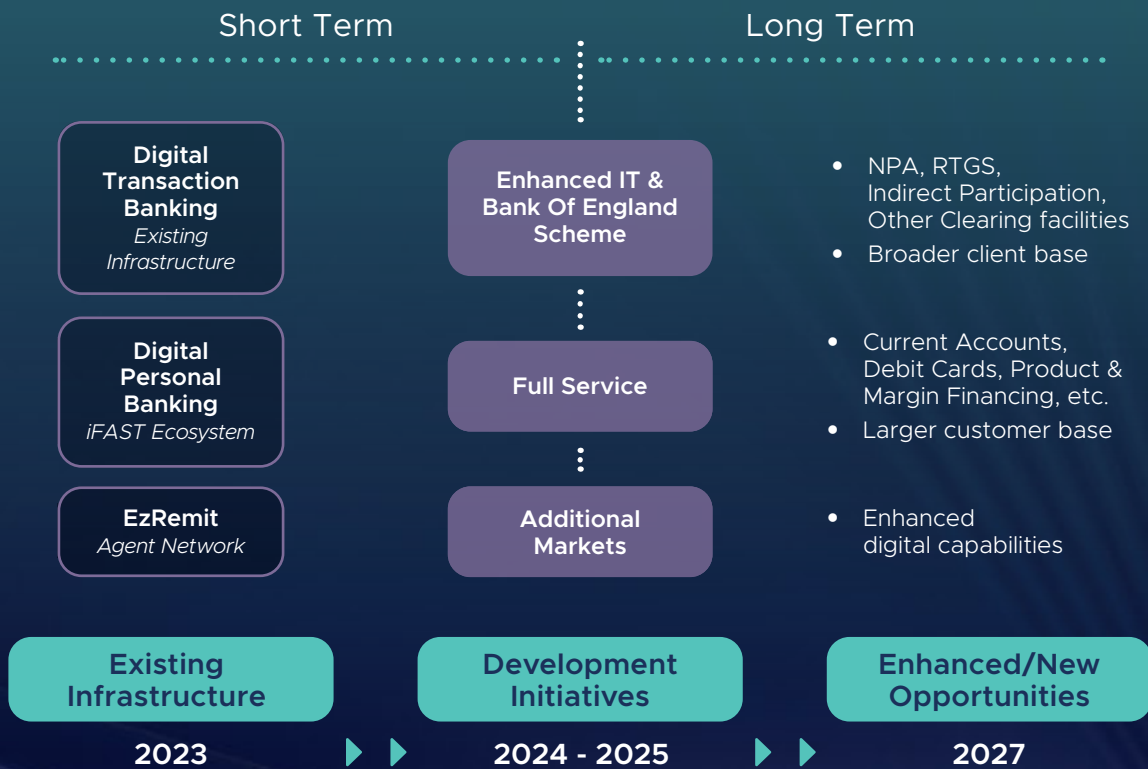 Short Term
Long Term
Digital
Transaction
Banking
Existing
Infrastructure
Enhanced IT &
Bank Of England
Scheme
• NPA, RTGS,
Indirect Participation,
Other Clearing facilities
• Broader client base
Digital
Personal
Banking
iFAST Ecosystem
Full Service
• Current Accounts,
Debit Cards, Product &
Margin Financing, etc.
• Larger customer base
EzRemit
Agent Network
Additional
Markets
• Enhanced
digital capabilities
Existing
Infrastructure
Development
Initiatives
Enhanced/New
Opportunities
2023
2024 - 2025
2027